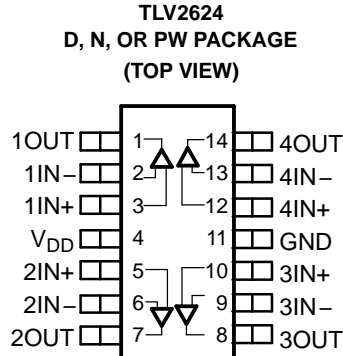 TLV2624
D, N, OR PW PACKAGE
(TOP VIEW)
1OUT 1 14 4OUT
1IN− 2 13 4IN−
1IN+ 3 12 4IN+
VDD 4 11 GND
2IN+ 5 10 3IN+
2IN− 6 9 3IN−
2OUT 7 8 3OUT